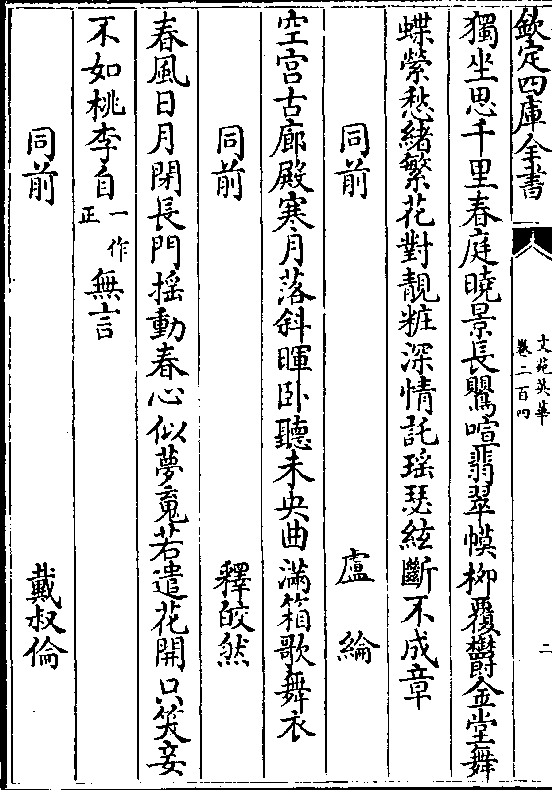 欽定四庫全書
文苑英華
卷二百四
二
獨坐思千里春庭曉景長鸎喧翡翠幙柳覆鬱金堂舞
蝶縈愁緒繁花對靚粧深情託瑶瑟絃斷不成章
同前 盧綸
空宫古廊殿寒月落斜暉卧聽未央曲滿箱歌舞衣
同前 釋皎然
春風日月閉長門揺動春心似夢䰟若遣花開只笑妾
不如桃李自一作正無言
同前 戴叔倫